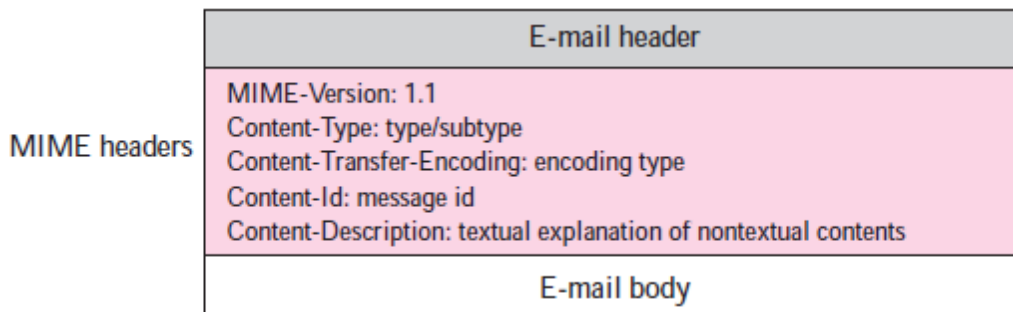 E-mail header
MIME-Version: 1.1
Content-Type: type/subtype
MIME headers
Content-Transfer-Encoding: encoding type
Content-Id: message id
Content-Description: textual explanation of nontextual contents
E-mail body